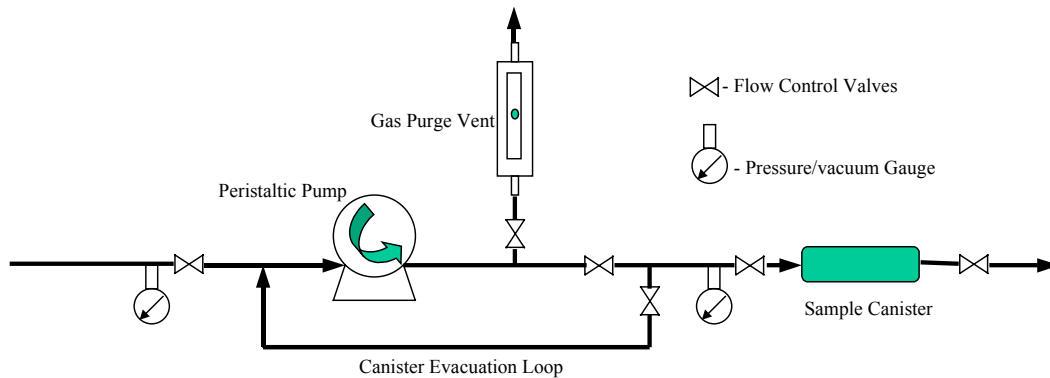 - Flow Control Valves
Gas Purge Vent
- Pressure/vacuum Gauge
Peristaltic Pump
Sample Canister
Canister Evacuation Loop